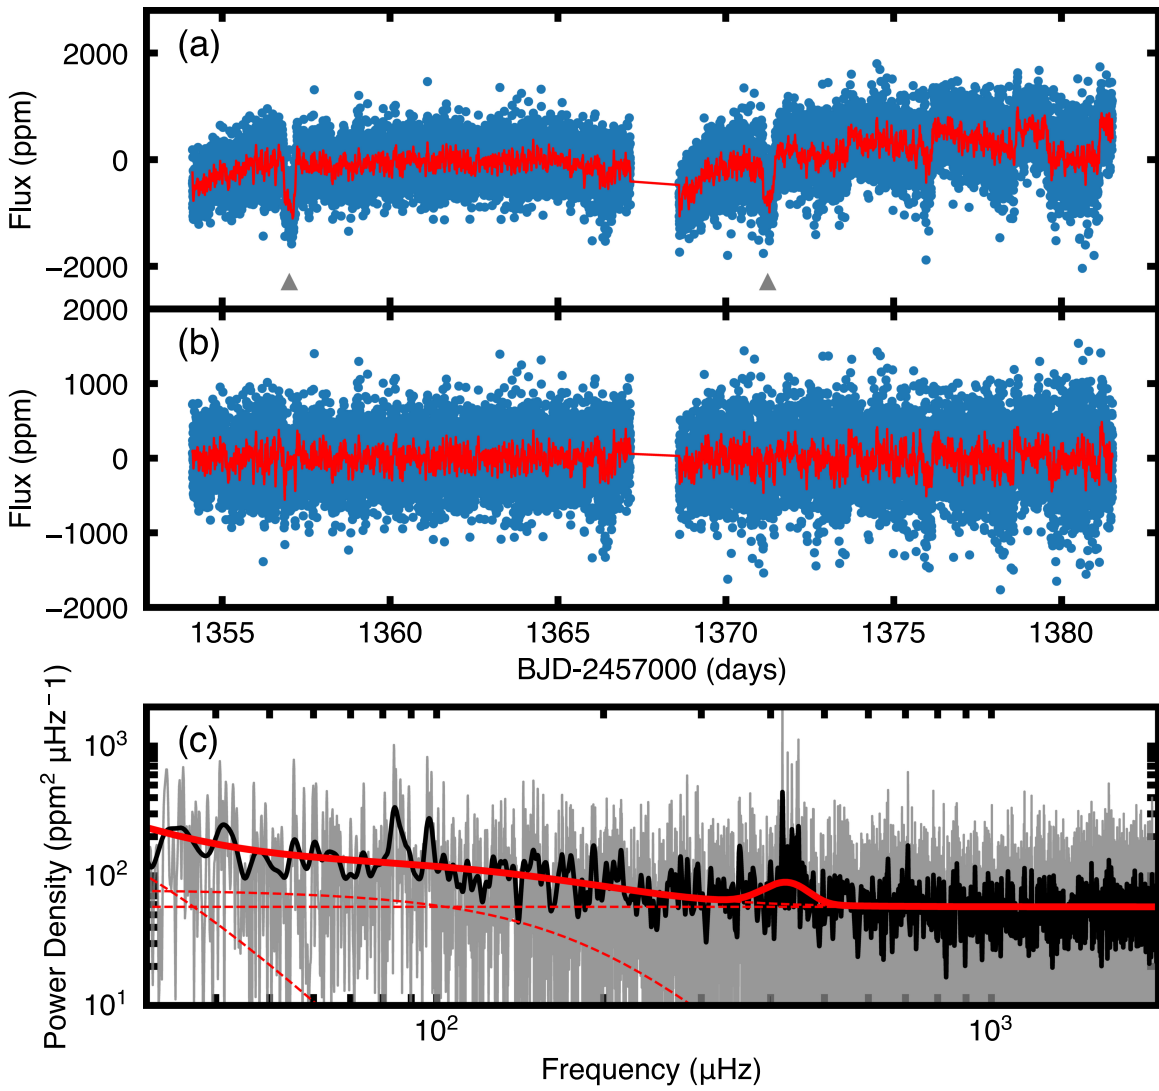 (a)
2000
0
−2000
Flux (ppm)
(b)
2000
1000
0
−1000
−2000
Flux (ppm)
1355 1360 1365 1370 1375 1380
BJD-2457000 (days)
(c)
10³
10²
10¹
Power Density (ppm² μHz⁻1)
10² 10³
Frequency (μHz)